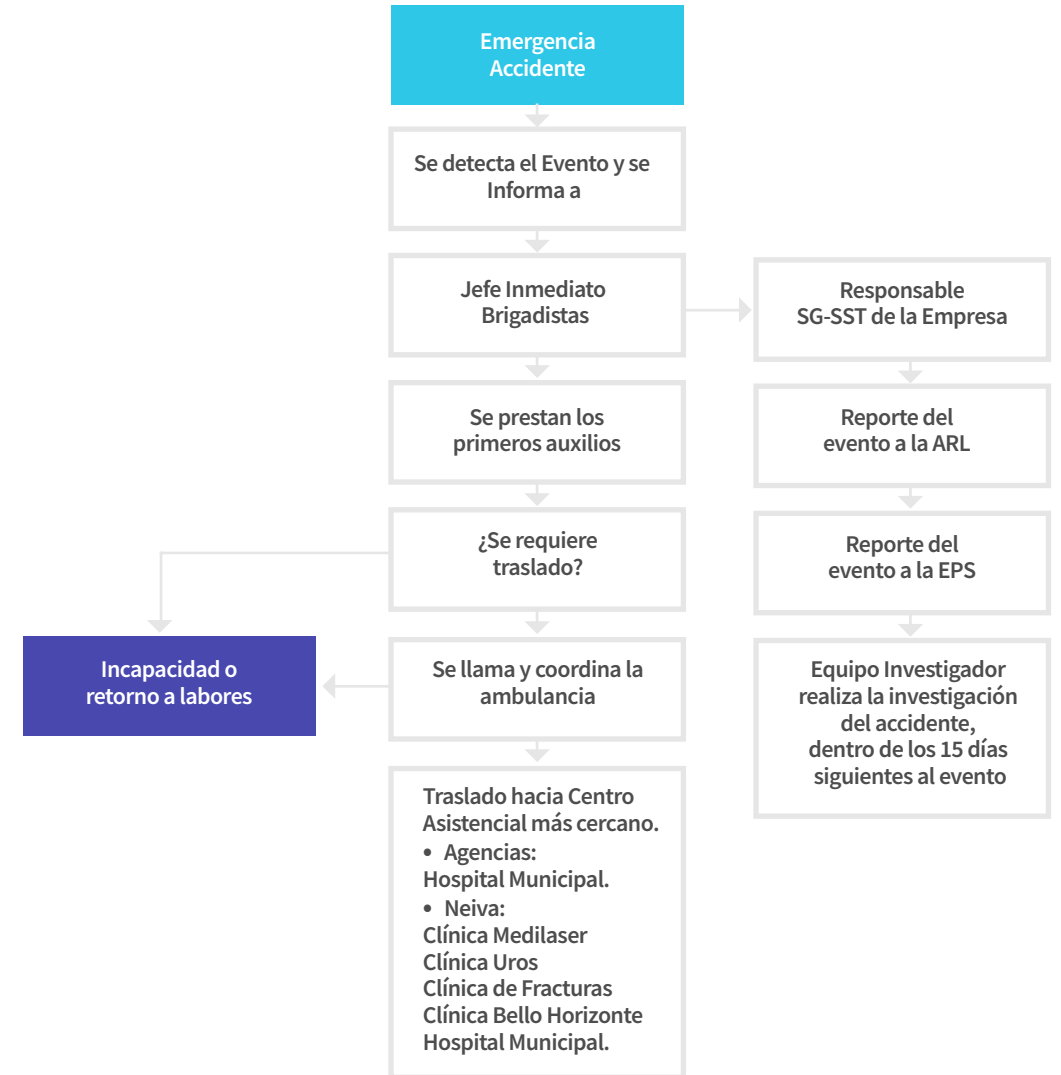 Emergencia
Accidente
Se detecta el Evento y se
Informa a
Jefe Inmediato
Brigadistas
Responsable
SG-SST de la Empresa
Se prestan los
primeros auxilios
Reporte del
evento a la ARL
¿Se requiere
traslado?
Reporte del
evento a la EPS
Incapacidad o
retorno a labores
Se llama y coordina la
ambulancia
Equipo Investigador
realiza la investigación
del accidente,
dentro de los 15 días
siguientes al evento
Traslado hacia Centro
Asistencial más cercano.
• Agencias:
Hospital Municipal.
• Neiva:
Clínica Medilaser
Clínica Uros
Clínica de Fracturas
Clínica Bello Horizonte
Hospital Municipal.